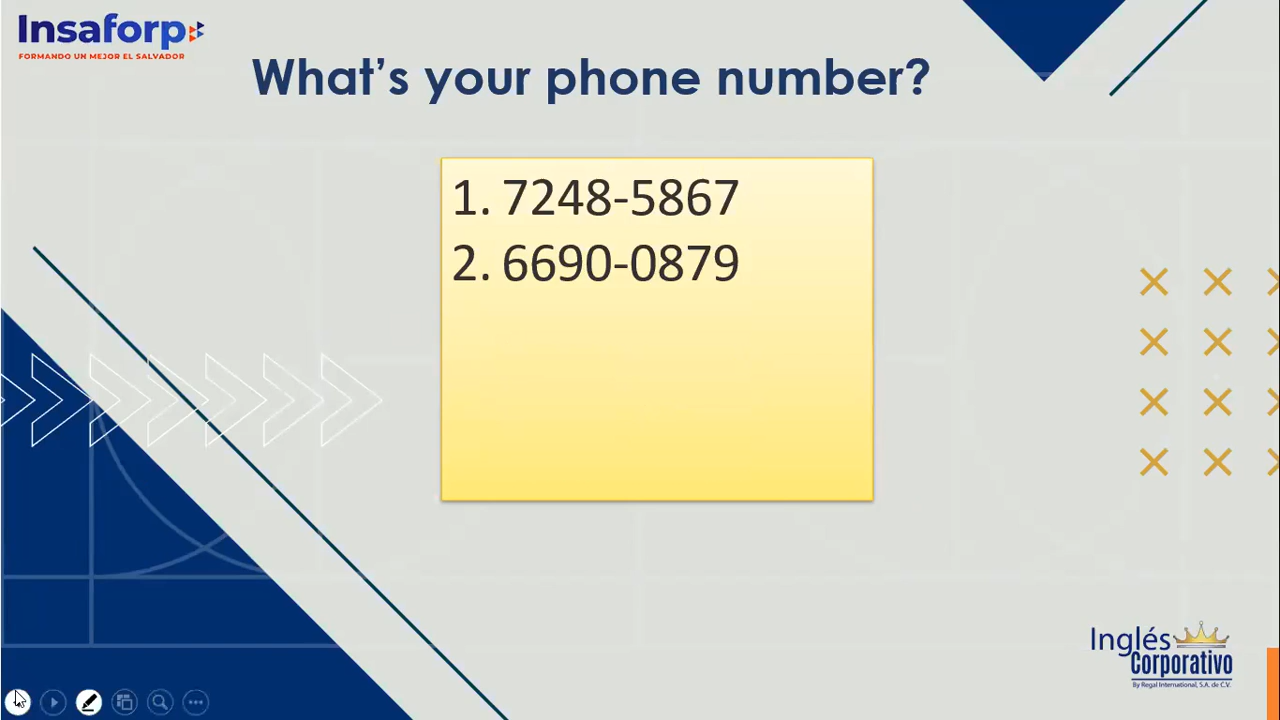 Insaforp
FORMANDO UN MEJOR EL SALVADOR
What's your phone number?
1. 7248-5867
2. 6690-0879
Inglés
Corporativo
By Regal International, S.A. de C.V.